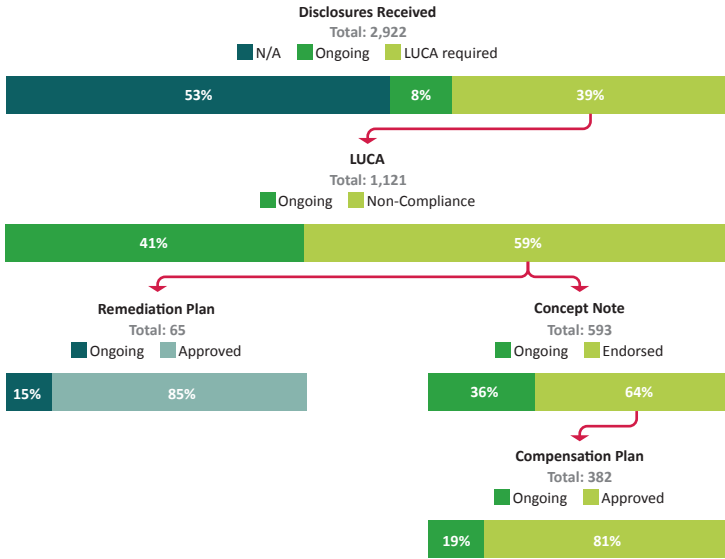 Disclosures Received
Total: 2,922
N/A Ongoing LUCA required
53% 8% 39%
LUCA
Total: 1,121
Ongoing Non-Compliance
41% 59%
Remediation Plan
Total: 65
Ongoing Approved
15% 85%
Concept Note
Total: 593
Ongoing Endorsed
36% 64%
Compensation Plan
Total: 382
Ongoing Approved
19% 81%